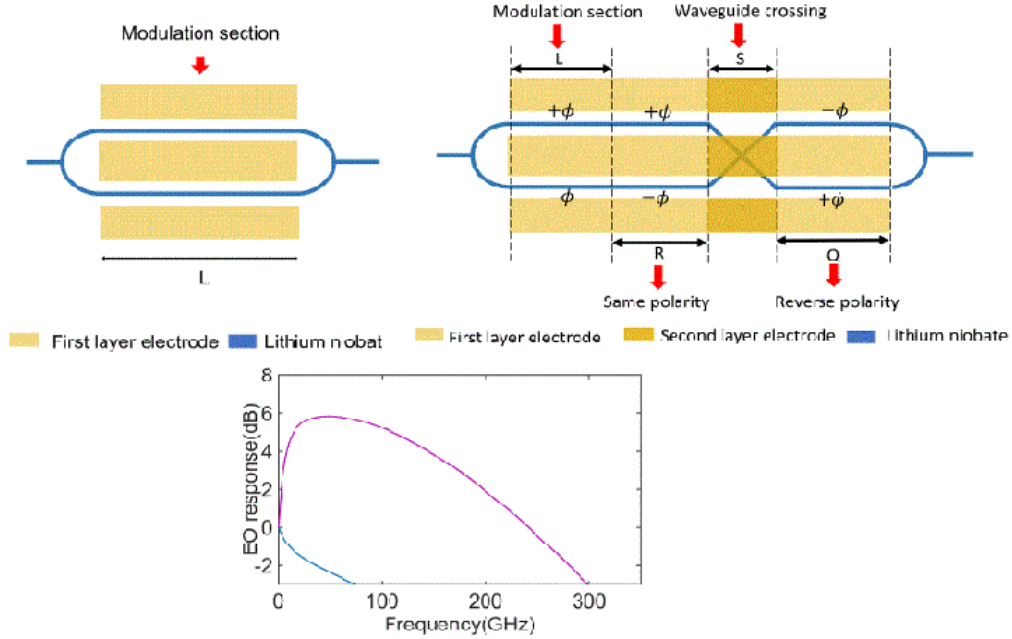 Modulation section
L
First layer electrode
Lithium niobat
Modulation section
Waveguide crossing
L
S
+ϕ
+ϕ
−ϕ
ϕ
−ϕ
+ϕ
R
O
Same polarity
Reverse polarity
First layer electrode
Second layer electrode
Lithium niobate
EO response(dB)
8
6
4
2
0
-2
0
100
200
300
Frequency(GHz)